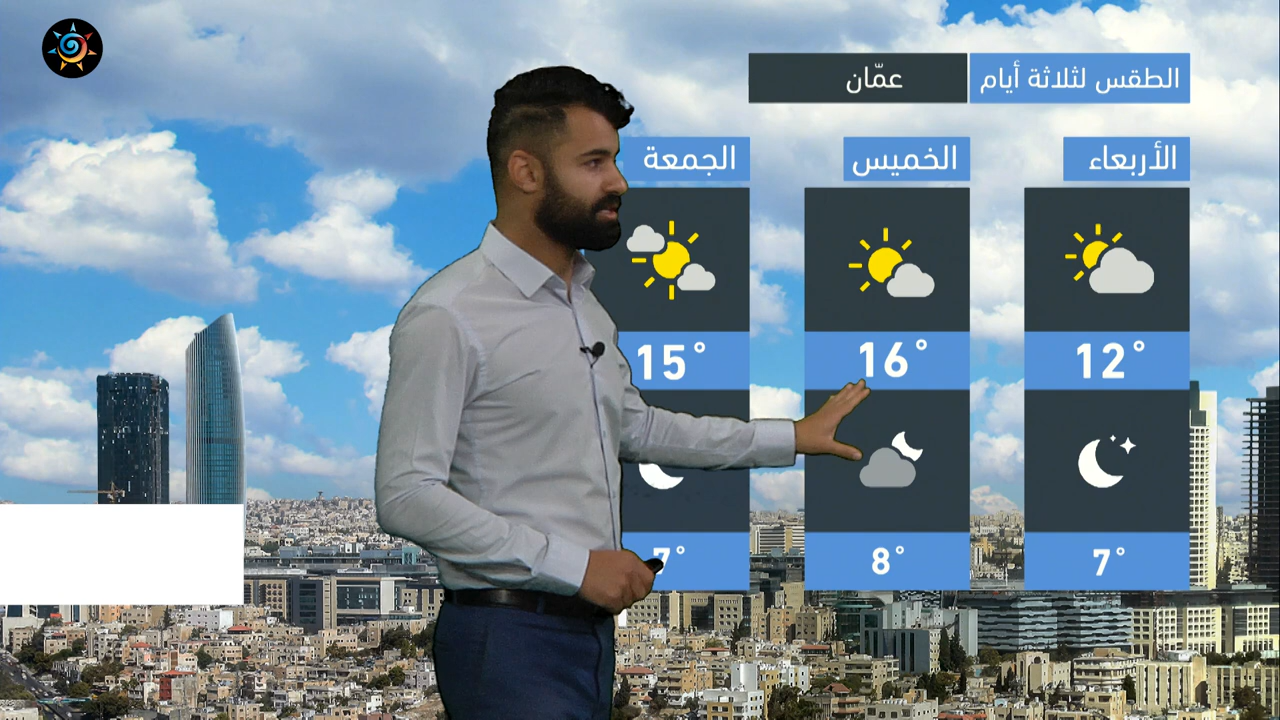 الطقس لثلاثة أيام
عمّان
الأربعاء
الخميس
الجمعة
12°
16°
15°
7°
8°
7°